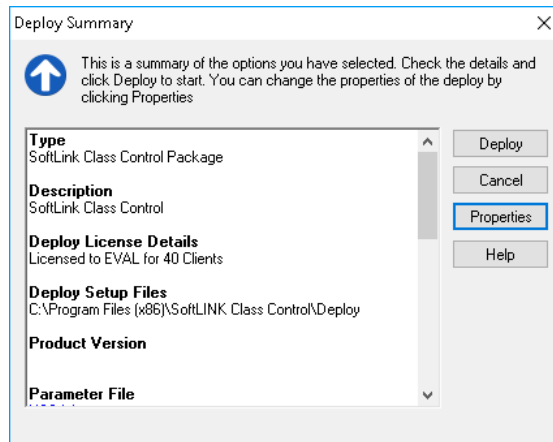 Deploy Summary
This is a summary of the options you have selected. Check the details and
click Deploy to start. You can change the properties of the deploy by
clicking Properties
Type
SoftLink Class Control Package
Description
SoftLink Class Control
Deploy License Details
Licensed to EVAL for 40 Clients
Deploy Setup Files
C:\Program Files (x86)\SoftLINK Class Control\Deploy
Product Version
Parameter File
Deploy
Cancel
Properties
Help